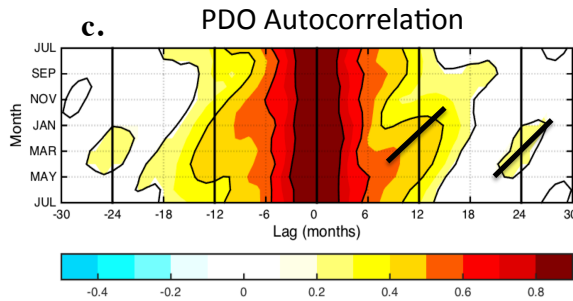 c. PDO Autocorrelation
JUL
SEP
NOV
JAN
MAR
MAY
JUL
Month
-30 -24 -18 -12 -6 0 6 12 18 24 30
Lag (months)
-0.4 -0.2 0 0.2 0.4 0.6 0.8